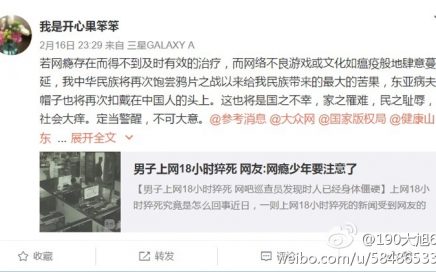 我是开心果笨笨
2月16日 23:29 来自 三星GALAXY A
若网瘾存在而得不到及时有效的治疗，而网络不良游戏或文化如瘟疫般地肆意蔓
延，我中华民族将再次饱尝鸦片之战以来给我民族带来的最大的苦果，东亚病夫
帽子也将再次扣戴在中国人的头上。这也将是国之不幸，家之罹难，民之耻辱，
社会大痒。定当警醒，不可大意。@参考消息 @大众网 @国家版权局 @健康山
东 ... 展开全文
男子上网18小时猝死 网友:网瘾少年要注意了
【男子上网18小时猝死 网吧巡查员发现时人已经身体僵硬】上网18小
时猝死究竟是怎么回事近日，一则上网18小时猝死的新闻受到网友的
收藏
转发
评论
@190大旭6
weibo.com/u/58486533